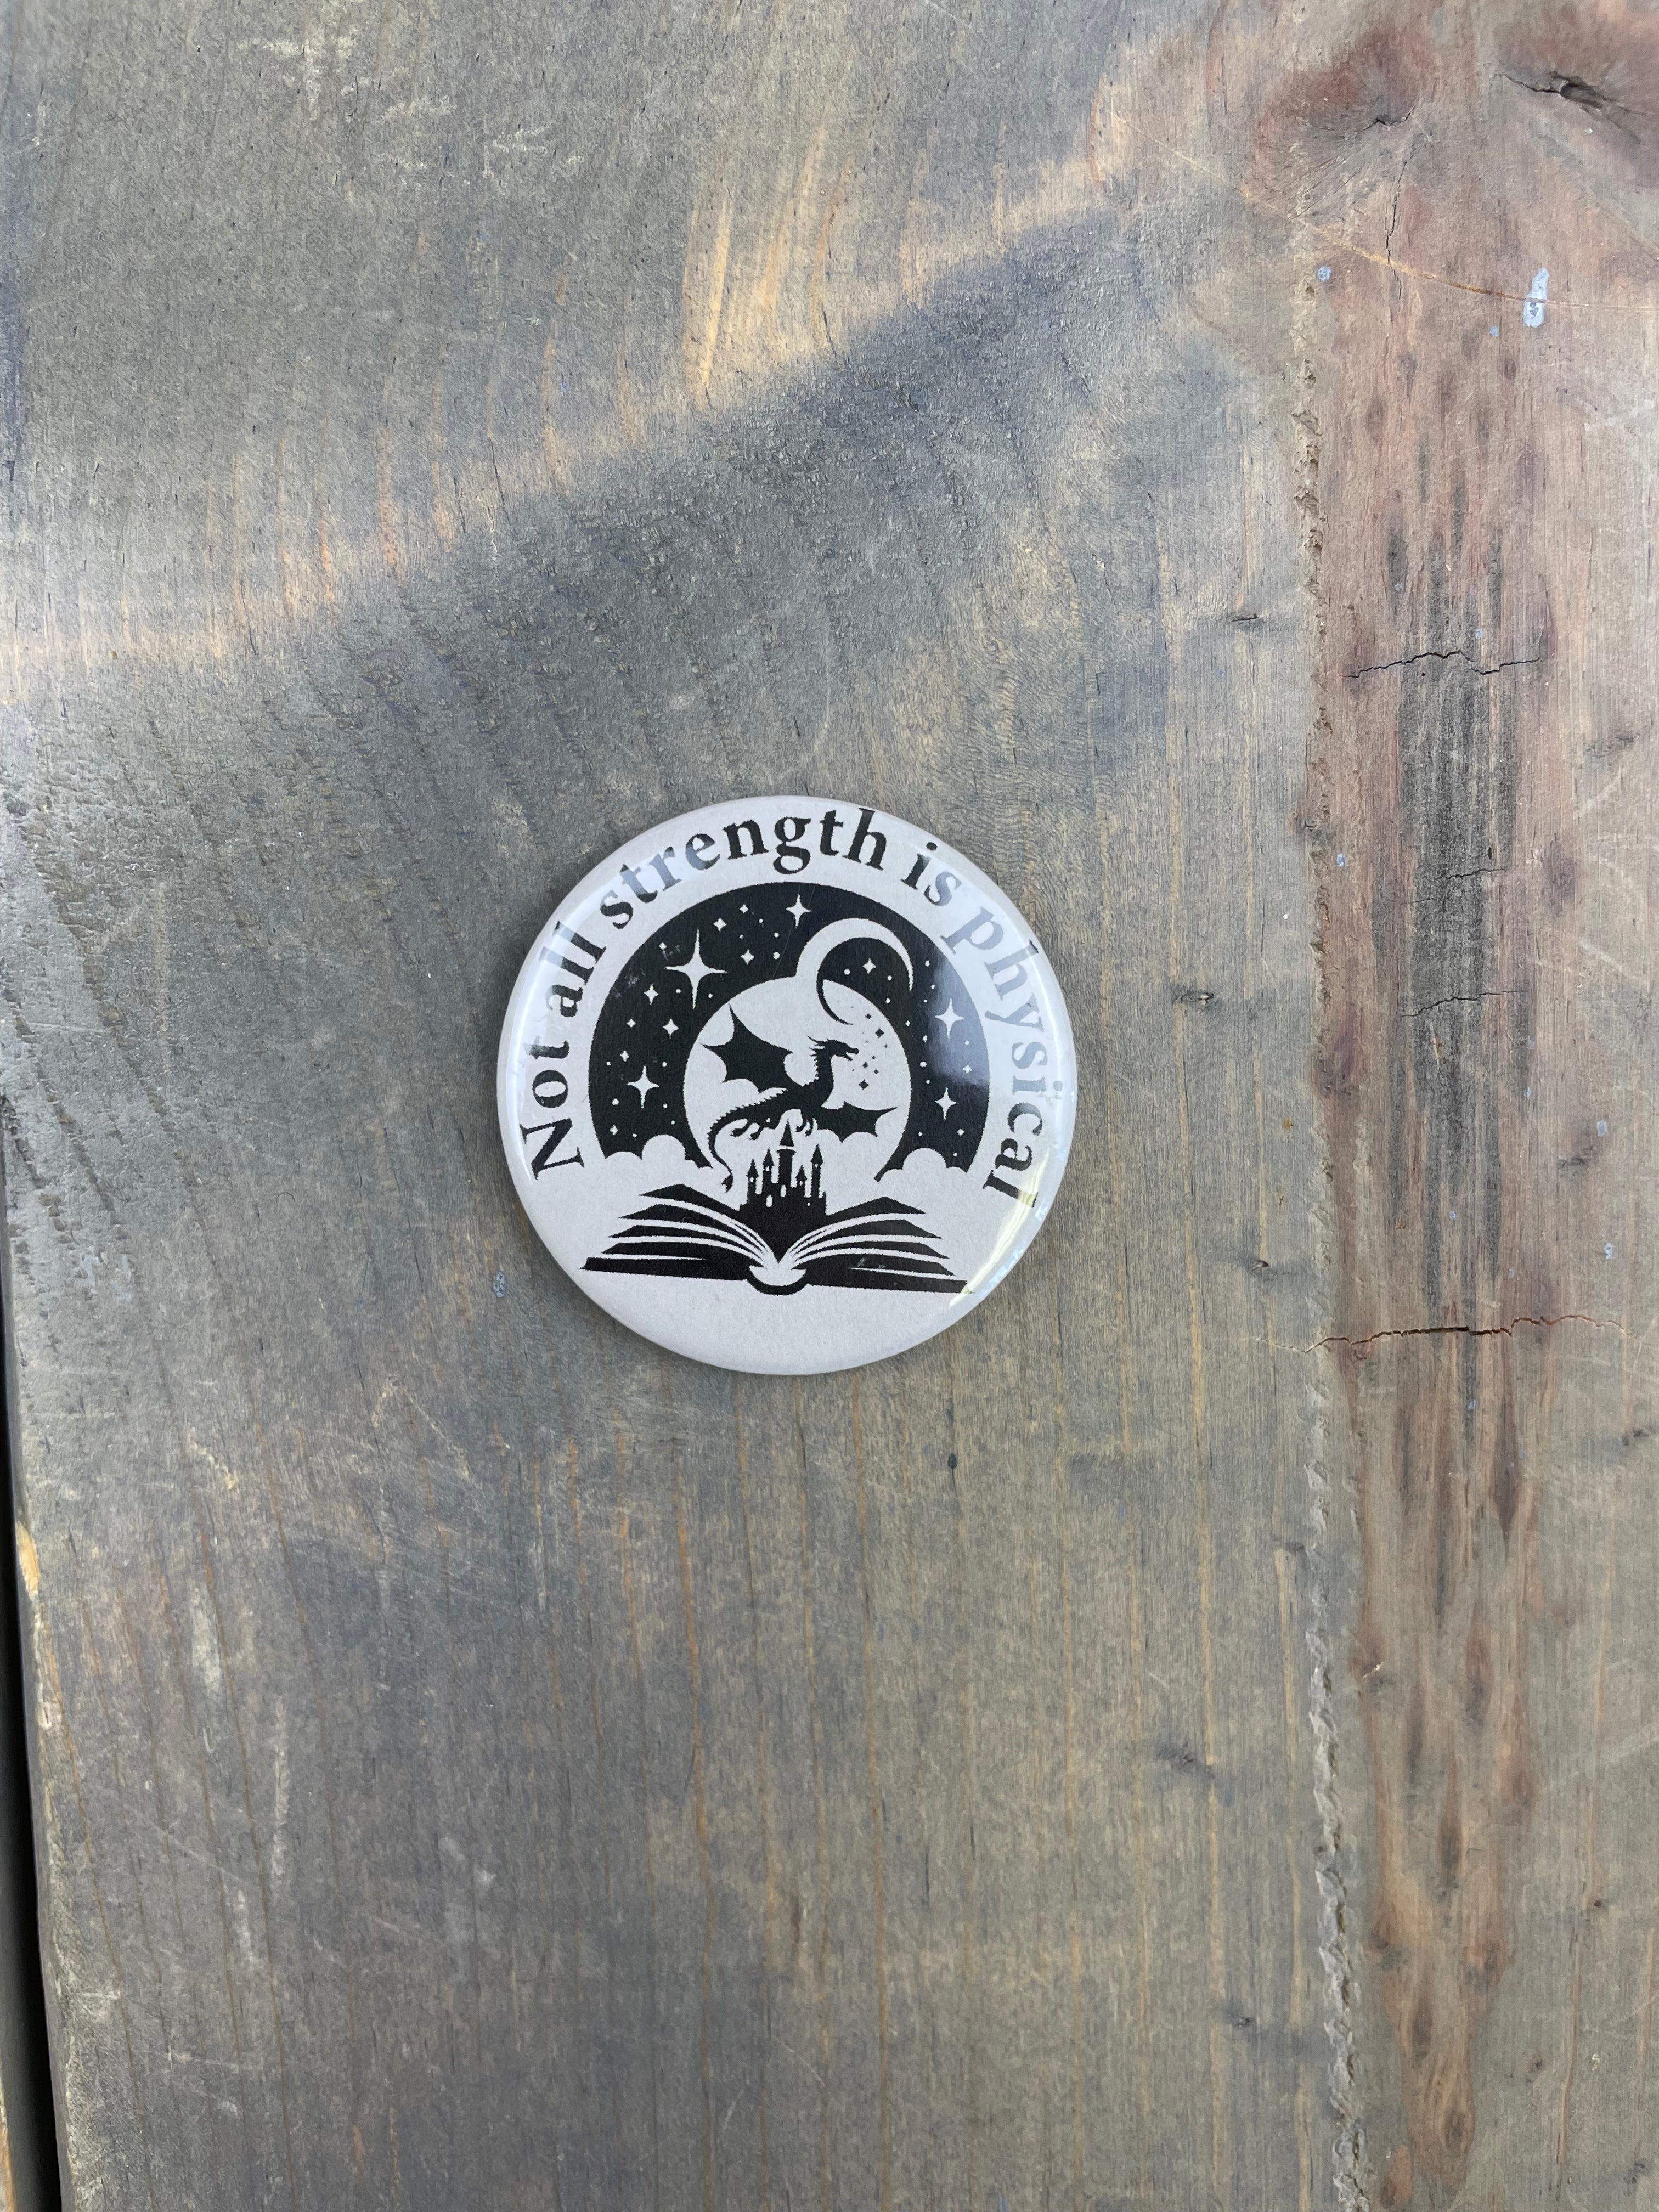 Not all strength is physical